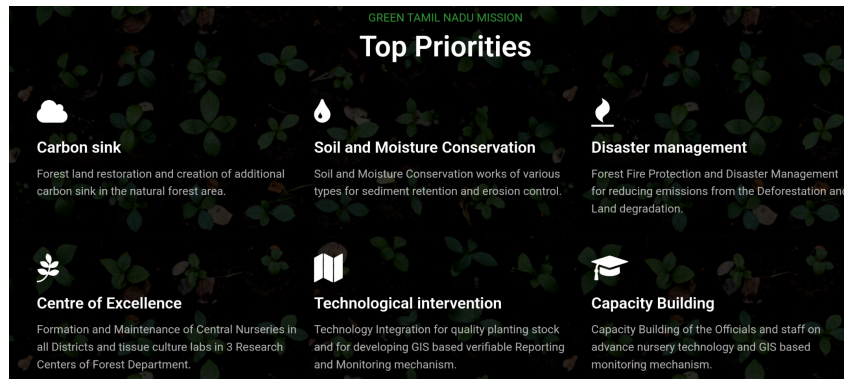 GREEN TAMIL NADU MISSION
Top Priorities
Carbon sink
Forest land restoration and creation of additional
carbon sink in the natural forest area.
Soil and Moisture Conservation
Soil and Moisture Conservation works of various
types for sediment retention and erosion control.
Disaster management
Forest Fire Protection and Disaster Management
for reducing emissions from the Deforestation and
Land degradation.
Centre of Excellence
Formation and Maintenance of Central Nurseries in
all Districts and tissue culture labs in 3 Research
Centers of Forest Department.
Technological intervention
Technology Integration for quality planting stock
and for developing GIS based verifiable Reporting
and Monitoring mechanism.
Capacity Building
Capacity Building of the Officials and staff on
advance nursery technology and GIS based
monitoring mechanism.